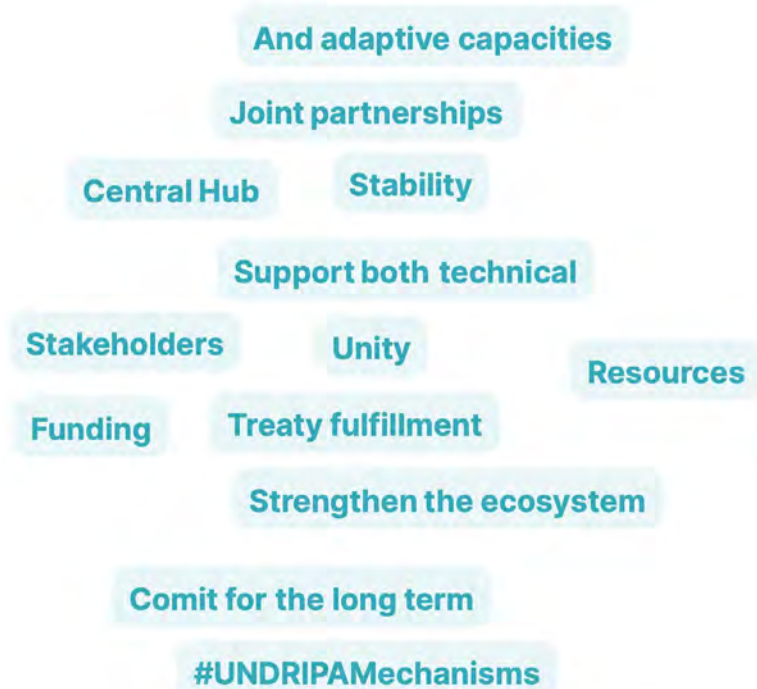 And adaptive capacities
Joint partnerships
Central Hub
Stability
Support both technical
Stakeholders
Unity
Resources
Funding
Treaty fulfillment
Strengthen the ecosystem
Comit for the long term
#UNDRIPAMechanisms